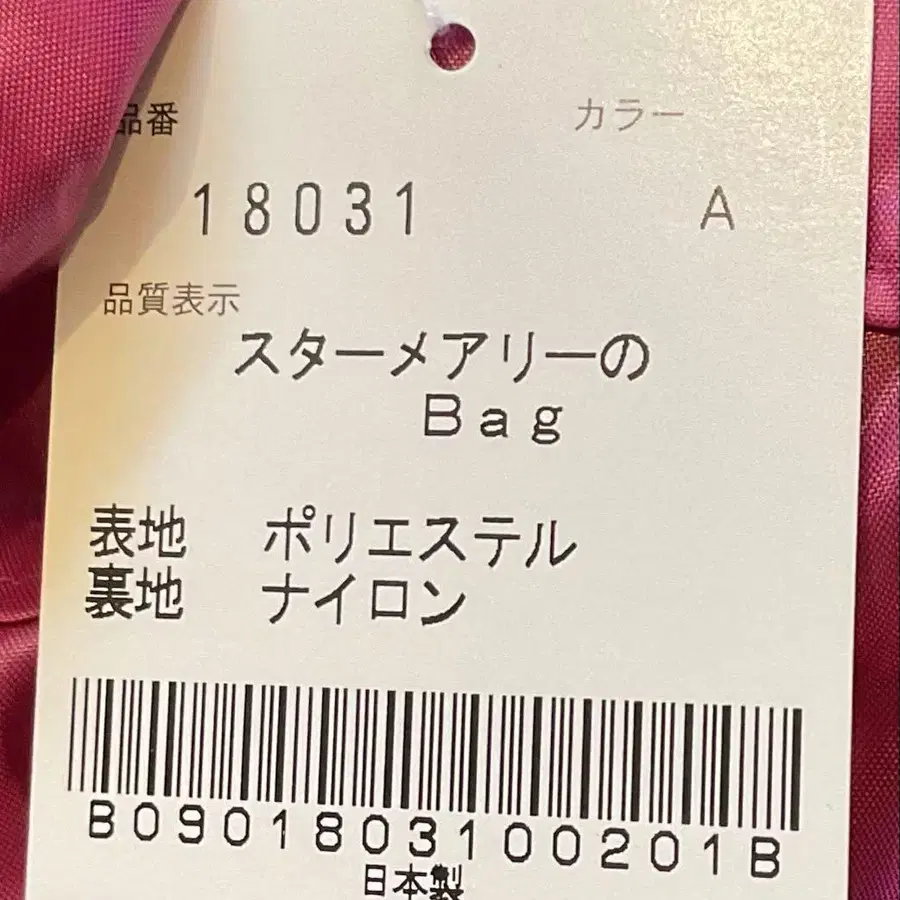 品番 カラー
18031 A
品質表示
スターメアリーの
Bag
表地 ポリエステル
裏地 ナイロン
B0901803100201B
日本製